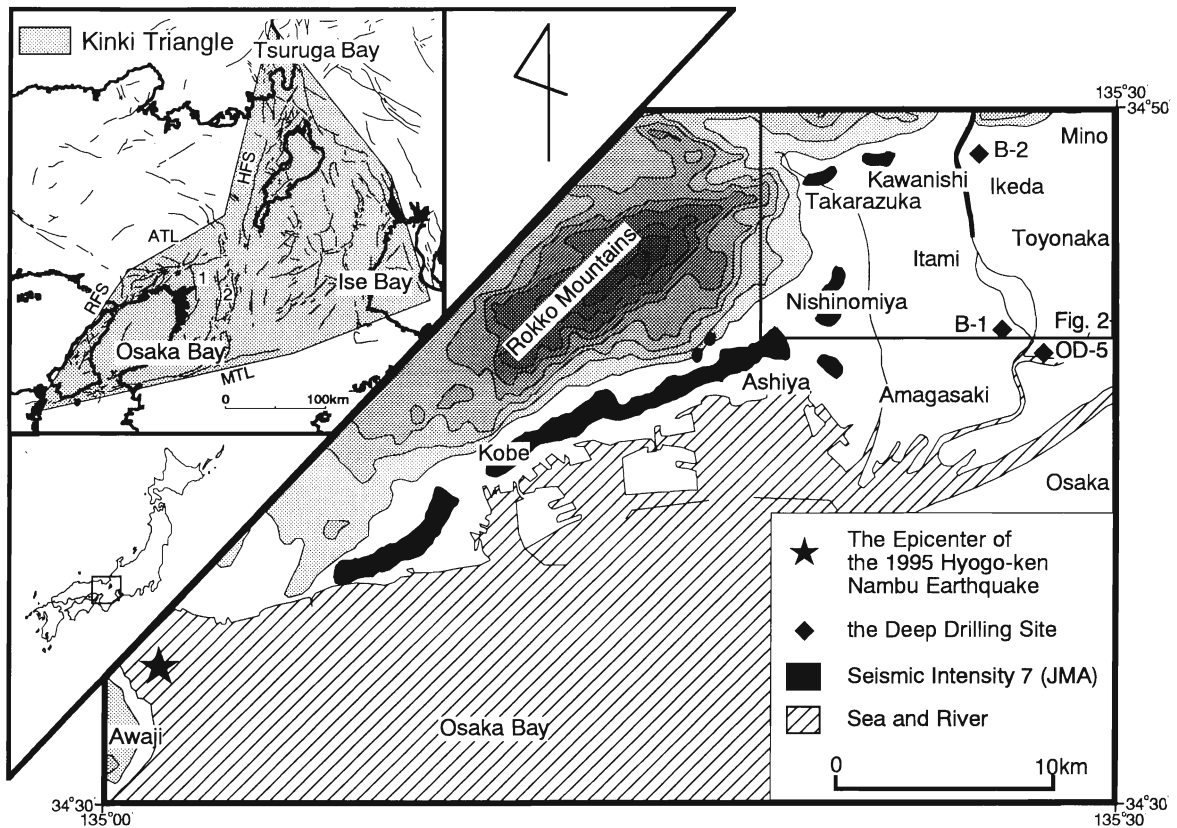 Kinki Triangle
Tsuruga Bay
HFS
ATL
RFS
1
2
Ise Bay
Osaka Bay
MTL
0 100km
135°30'
34°50'
Mino
B-2
Kawanishi
Ikeda
Takarazuka
Toyonaka
Itami
Rokko Mountains
Nishinomiya
B-1
Fig. 2
OD-5
Ashiya
Amagasaki
Kobe
Osaka
The Epicenter of
the 1995 Hyogo-ken
Nambu Earthquake
the Deep Drilling Site
Seismic Intensity 7 (JMA)
Sea and River
0 10km
Osaka Bay
Awaji
34°30'
135°00'
34°30'
135°30'